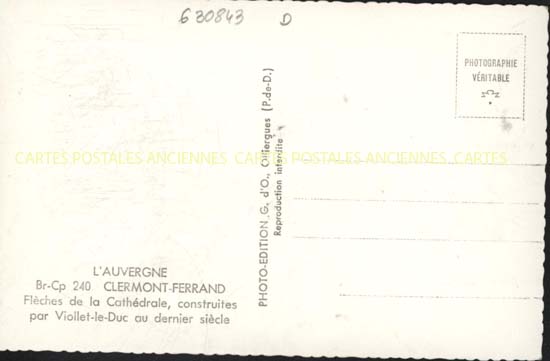 630843 D
PHOTOGRAPHIE
VÉRITABLE
CARTES POSTALES ANCIENNES CARTES POSTALES ANCIENNES CARTES
PHOTO-EDITION G. d'O., Olliergues (P.-de-D.)
Reproduction interdite
L'AUVERGNE
Br-Cp 240. CLERMONT-FERRAND
Flèches de la Cathédrale, construites
par Viollet-le-Duc au dernier siècle